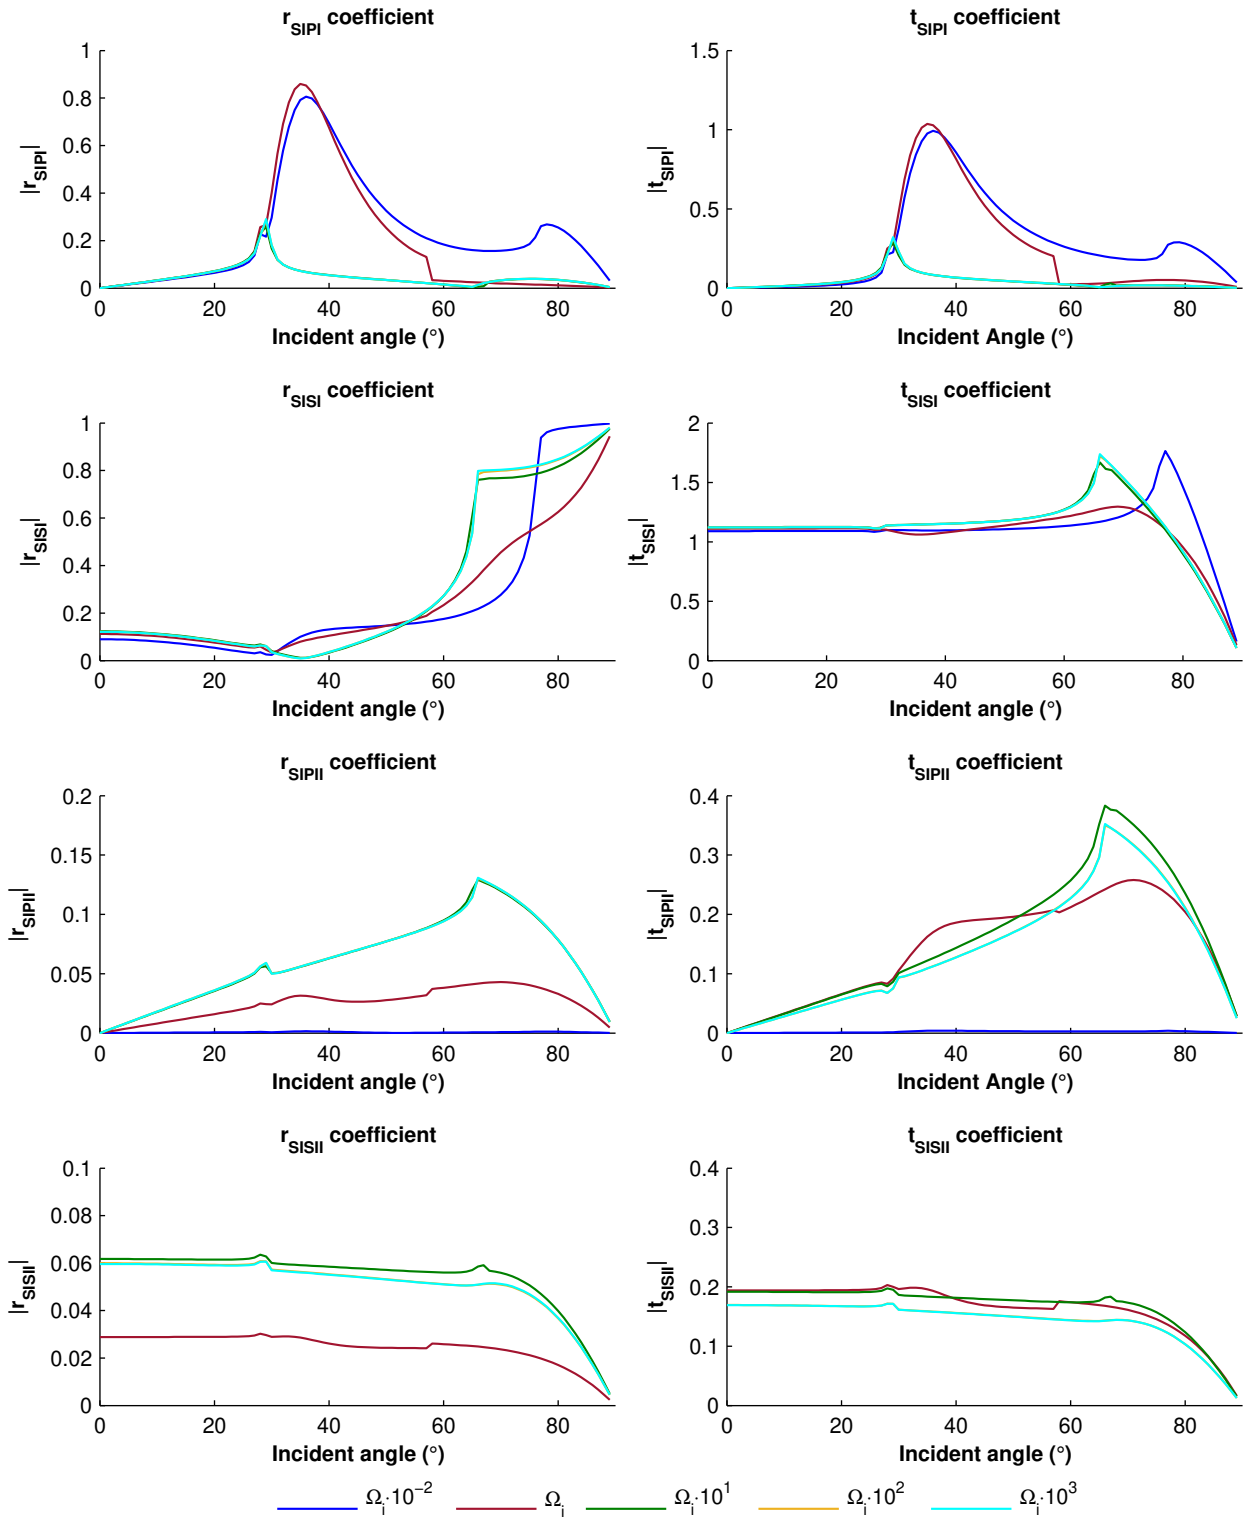 r_SIPI coefficient
|r_SIPI|
1
0.8
0.6
0.4
0.2
0
0 20 40 60 80
Incident angle (°)
t_SIPI coefficient
|t_SIPI|
1.5
1
0.5
0
0 20 40 60 80
Incident Angle (°)
r_SISI coefficient
|r_SISI|
1
0.8
0.6
0.4
0.2
0
0 20 40 60 80
Incident angle (°)
t_SISI coefficient
|t_SISI|
2
1.5
1
0.5
0
0 20 40 60 80
Incident angle (°)
r_SIPII coefficient
|r_SIPII|
0.2
0.15
0.1
0.05
0
0 20 40 60 80
Incident angle (°)
t_SIPII coefficient
|t_SIPII|
0.4
0.3
0.2
0.1
0
0 20 40 60 80
Incident Angle (°)
r_SISII coefficient
|r_SISII|
0.1
0.08
0.06
0.04
0.02
0
0 20 40 60 80
Incident angle (°)
t_SISII coefficient
|t_SISII|
0.4
0.3
0.2
0.1
0
0 20 40 60 80
Incident angle (°)
Ω_i·10^-2 Ω_i Ω_i·10^1 Ω_i·10^2 Ω_i·10^3